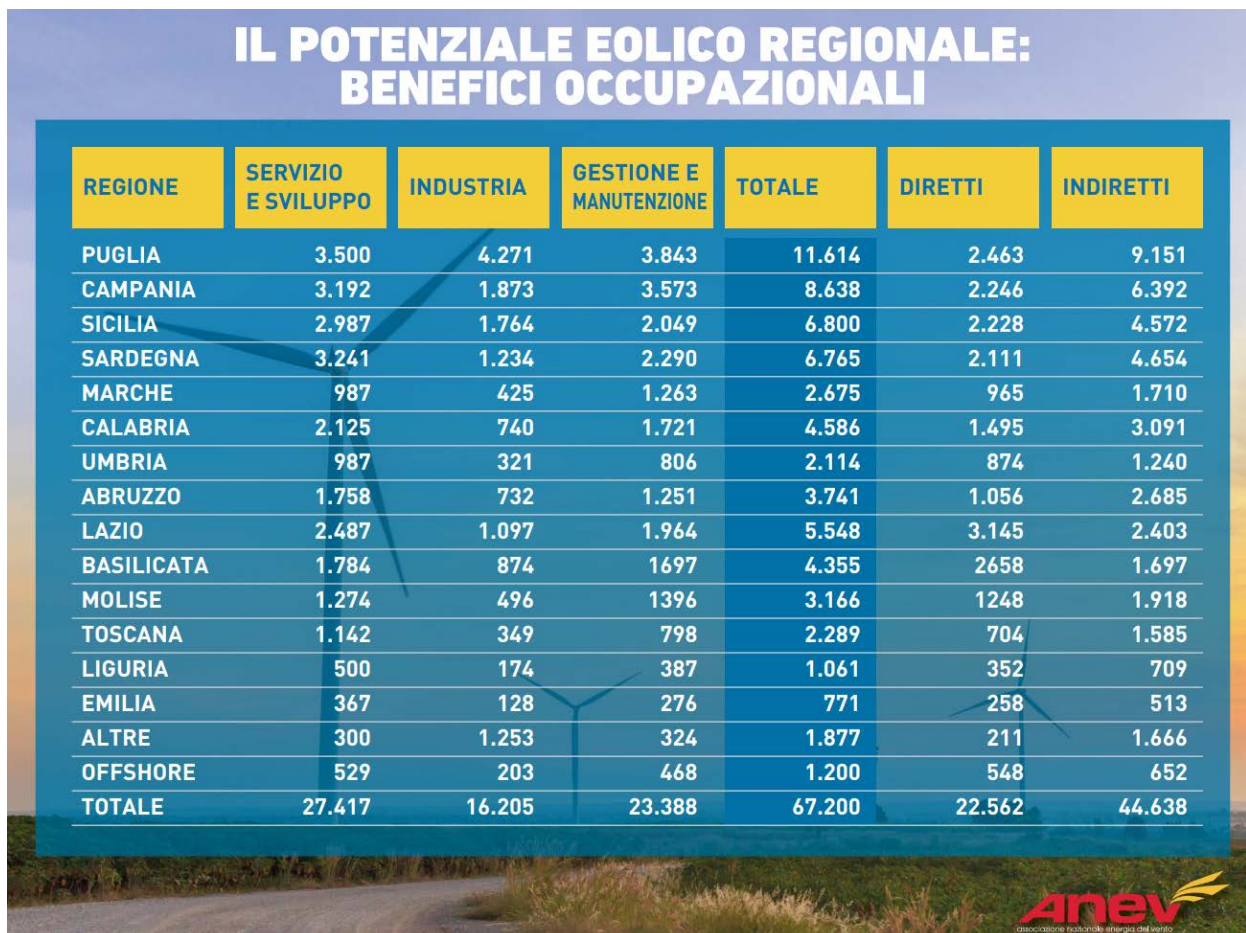 IL POTENZIALE EOLICO REGIONALE:
BENEFICI OCCUPAZIONALI
REGIONE SERVIZIO E SVILUPPO INDUSTRIA GESTIONE E MANUTENZIONE TOTALE DIRETTI INDIRETTI
PUGLIA 3.500 4.271 3.843 11.614 2.463 9.151
CAMPANIA 3.192 1.873 3.573 8.638 2.246 6.392
SICILIA 2.987 1.764 2.049 6.800 2.228 4.572
SARDEGNA 3.241 1.234 2.290 6.765 2.111 4.654
MARCHE 987 425 1.263 2.675 965 1.710
CALABRIA 2.125 740 1.721 4.586 1.495 3.091
UMBRIA 987 321 806 2.114 874 1.240
ABRUZZO 1.758 732 1.251 3.741 1.056 2.685
LAZIO 2.487 1.097 1.964 5.548 3.145 2.403
BASILICATA 1.784 874 1697 4.355 2658 1.697
MOLISE 1.274 496 1396 3.166 1248 1.918
TOSCANA 1.142 349 798 2.289 704 1.585
LIGURIA 500 174 387 1.061 352 709
EMILIA 367 128 276 771 258 513
ALTRE 300 1.253 324 1.877 211 1.666
OFFSHORE 529 203 468 1.200 548 652
TOTALE 27.417 16.205 23.388 67.200 22.562 44.638
Anev
associazione nazionale energia del vento